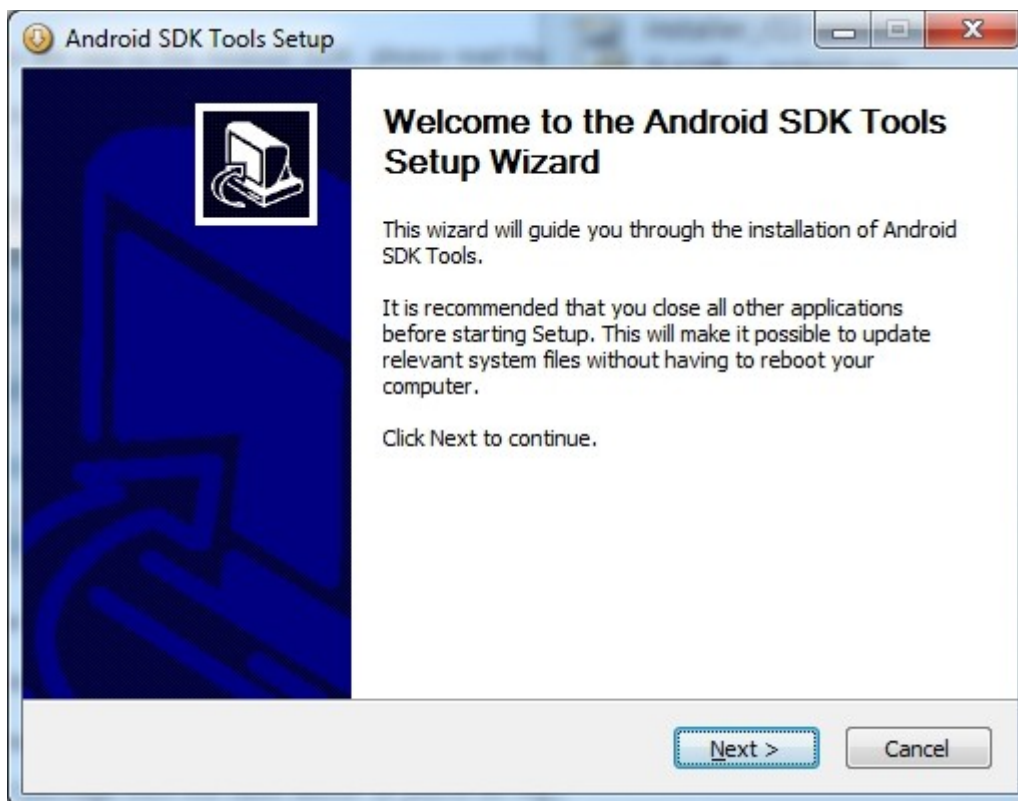 Android SDK Tools Setup
Welcome to the Android SDK Tools
Setup Wizard
This wizard will guide you through the installation of Android
SDK Tools.
It is recommended that you close all other applications
before starting Setup. This will make it possible to update
relevant system files without having to reboot your
computer.
Click Next to continue.
Next >
Cancel